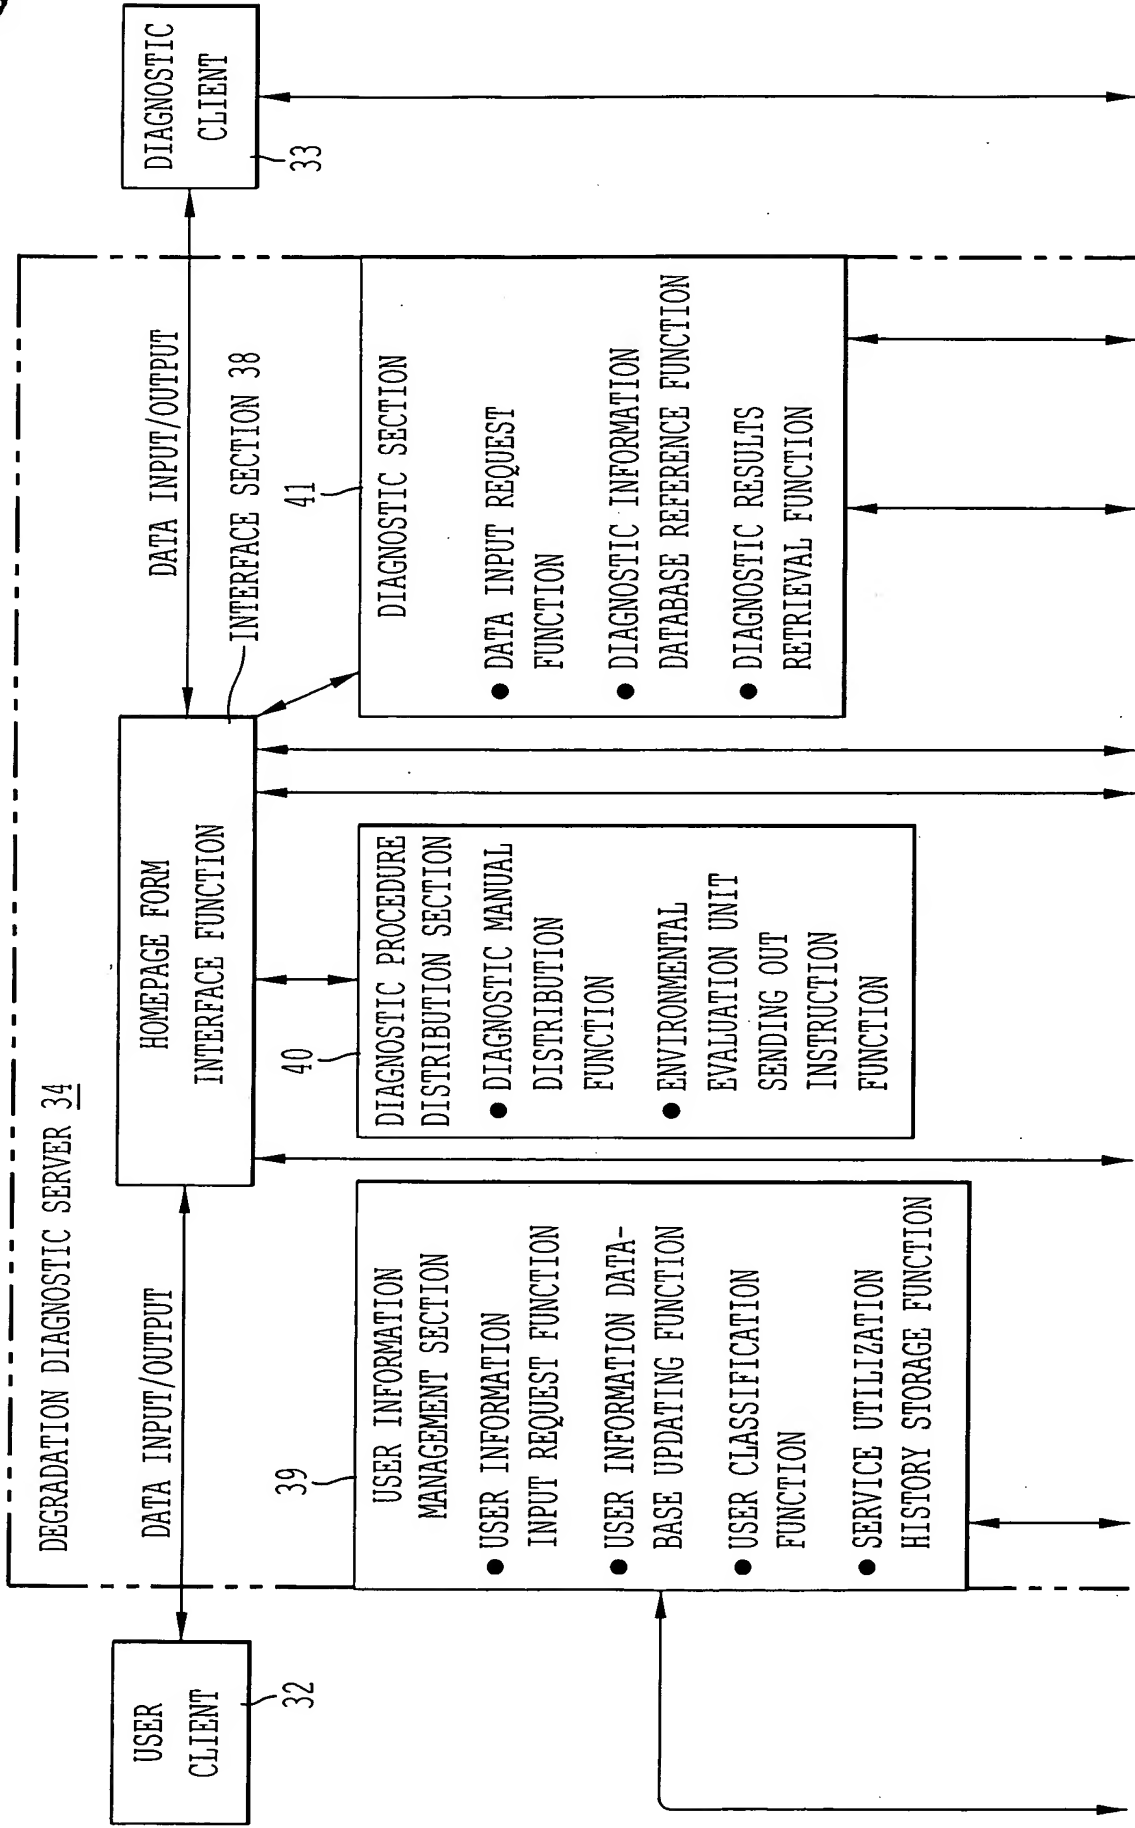 DEGRADATION DIAGNOSTIC SERVER 34
USER
CLIENT
32
DATA INPUT/OUTPUT
HOMEPAGE FORM
INTERFACE FUNCTION
INTERFACE SECTION 38
DATA INPUT/OUTPUT
DIAGNOSTIC
CLIENT
33
39
USER INFORMATION
MANAGEMENT SECTION
● USER INFORMATION
INPUT REQUEST FUNCTION
● USER INFORMATION DATA-
BASE UPDATING FUNCTION
● USER CLASSIFICATION
FUNCTION
● SERVICE UTILIZATION
HISTORY STORAGE FUNCTION
40
DIAGNOSTIC PROCEDURE
DISTRIBUTION SECTION
● DIAGNOSTIC MANUAL
DISTRIBUTION
FUNCTION
● ENVIRONMENTAL
EVALUATION UNIT
SENDING OUT
INSTRUCTION
FUNCTION
41
DIAGNOSTIC SECTION
● DATA INPUT REQUEST
FUNCTION
● DIAGNOSTIC INFORMATION
DATABASE REFERENCE FUNCTION
● DIAGNOSTIC RESULTS
RETRIEVAL FUNCTION